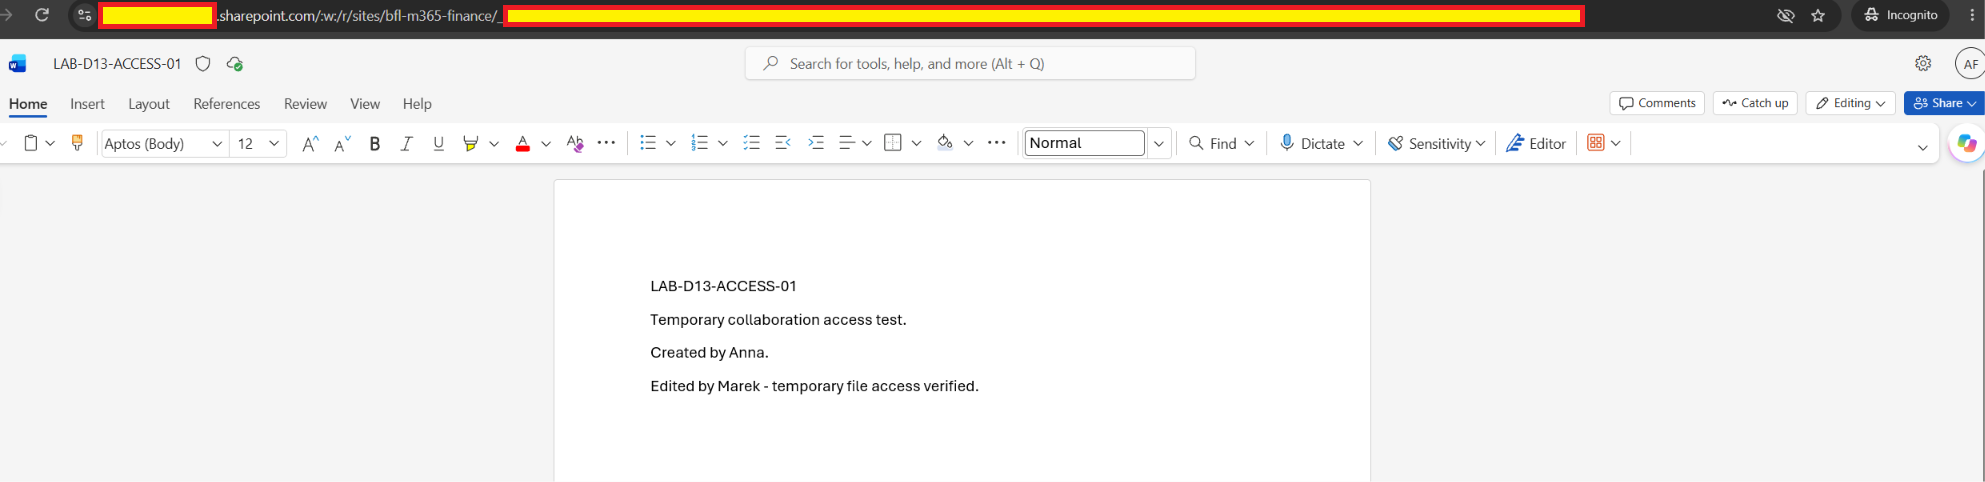 .sharepoint.com/:w:/r/sites/bfl-m365-finance/_
Incognito
LAB-D13-ACCESS-01
Search for tools, help, and more (Alt + Q)
AF
Home Insert Layout References Review View Help
Comments Catch up Editing Share
Aptos (Body) 12 A A B I U A Ab Normal Find Dictate Sensitivity Editor
LAB-D13-ACCESS-01
Temporary collaboration access test.
Created by Anna.
Edited by Marek - temporary file access verified.